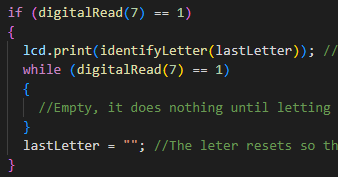 if (digitalRead(7) == 1)
{
lcd.print(identifyLetter(lastLetter)); //
while (digitalRead(7) == 1)
{
//Empty, it does nothing until letting
}
lastLetter = ""; //The leter resets so th
}